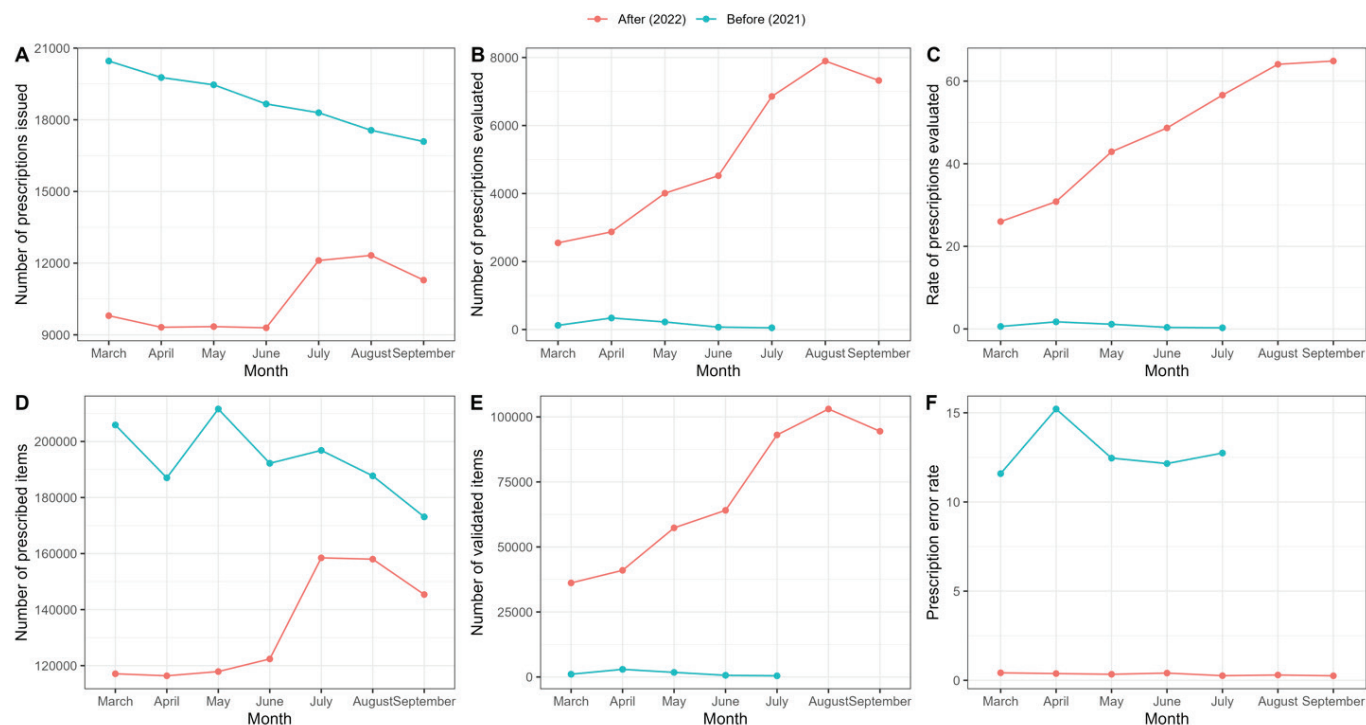 After (2022) Before (2021)
A
Number of prescriptions issued
21000
18000
15000
12000
9000
March April May June July August September
Month
B
Number of prescriptions evaluated
8000
6000
4000
2000
0
March April May June July August September
Month
C
Rate of prescriptions evaluated
60
40
20
0
March April May June July August September
Month
D
Number of prescribed items
200000
180000
160000
140000
120000
March April May June July August September
Month
E
Number of validated items
100000
75000
50000
25000
0
March April May June July August September
Month
F
Prescription error rate
15
10
5
0
March April May June July August September
Month